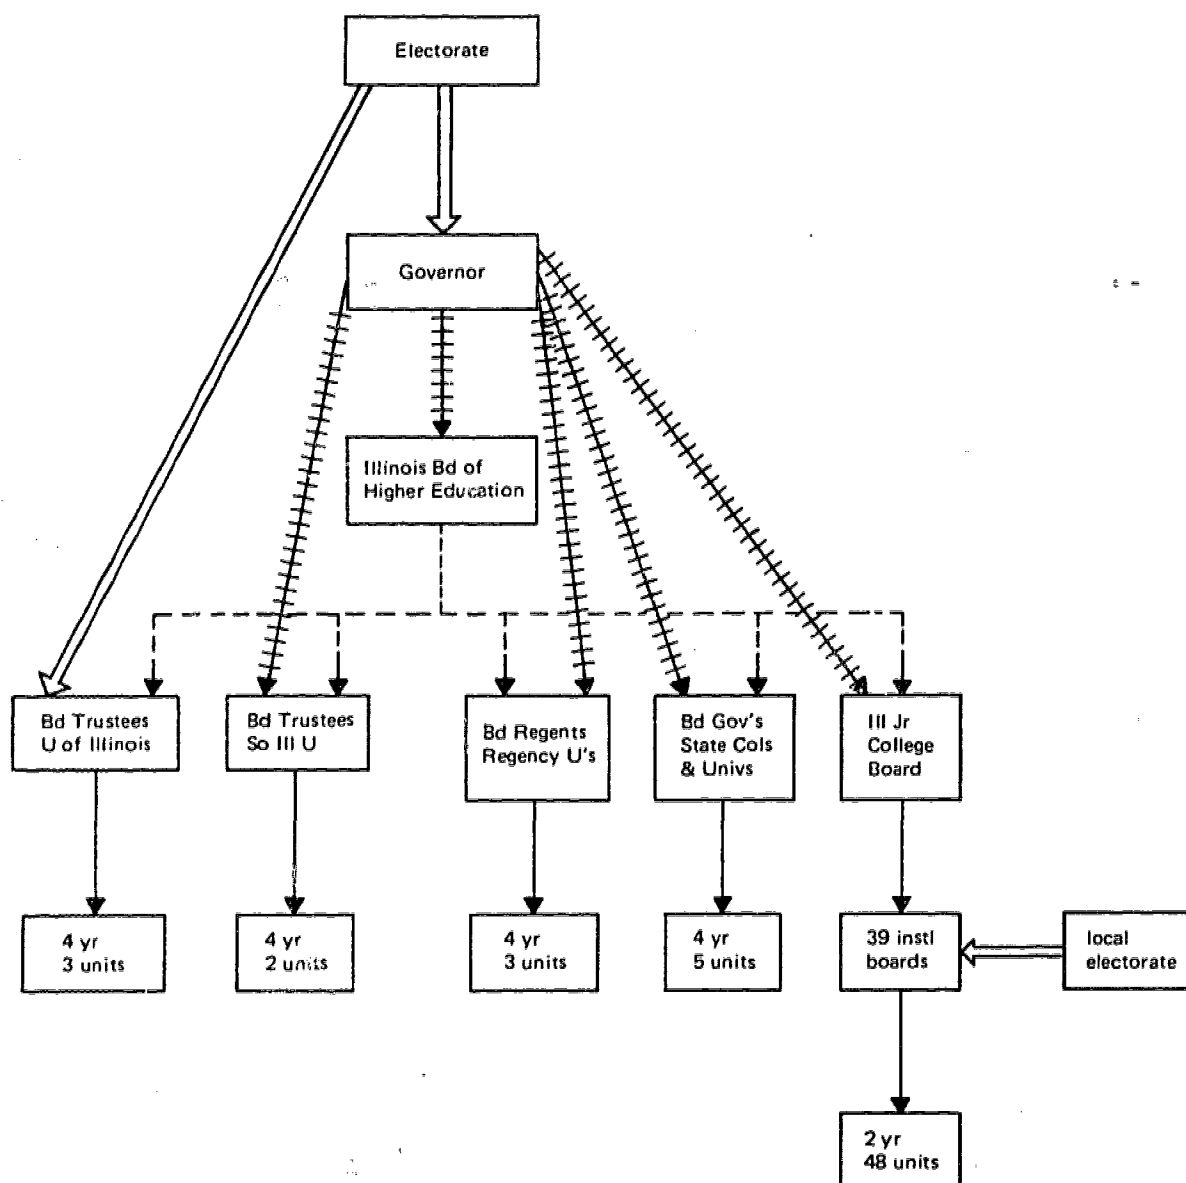 Electorate
Governor
Illinois Bd of
Higher Education
Bd Trustees
U of Illinois
Bd Trustees
So Ill U
Bd Regents
Regency U's
Bd Gov's
State Cols
& Univs
Ill Jr
College
Board
4 yr
3 units
4 yr
2 units
4 yr
3 units
4 yr
5 units
39 instl
boards
local
electorate
2 yr
48 units